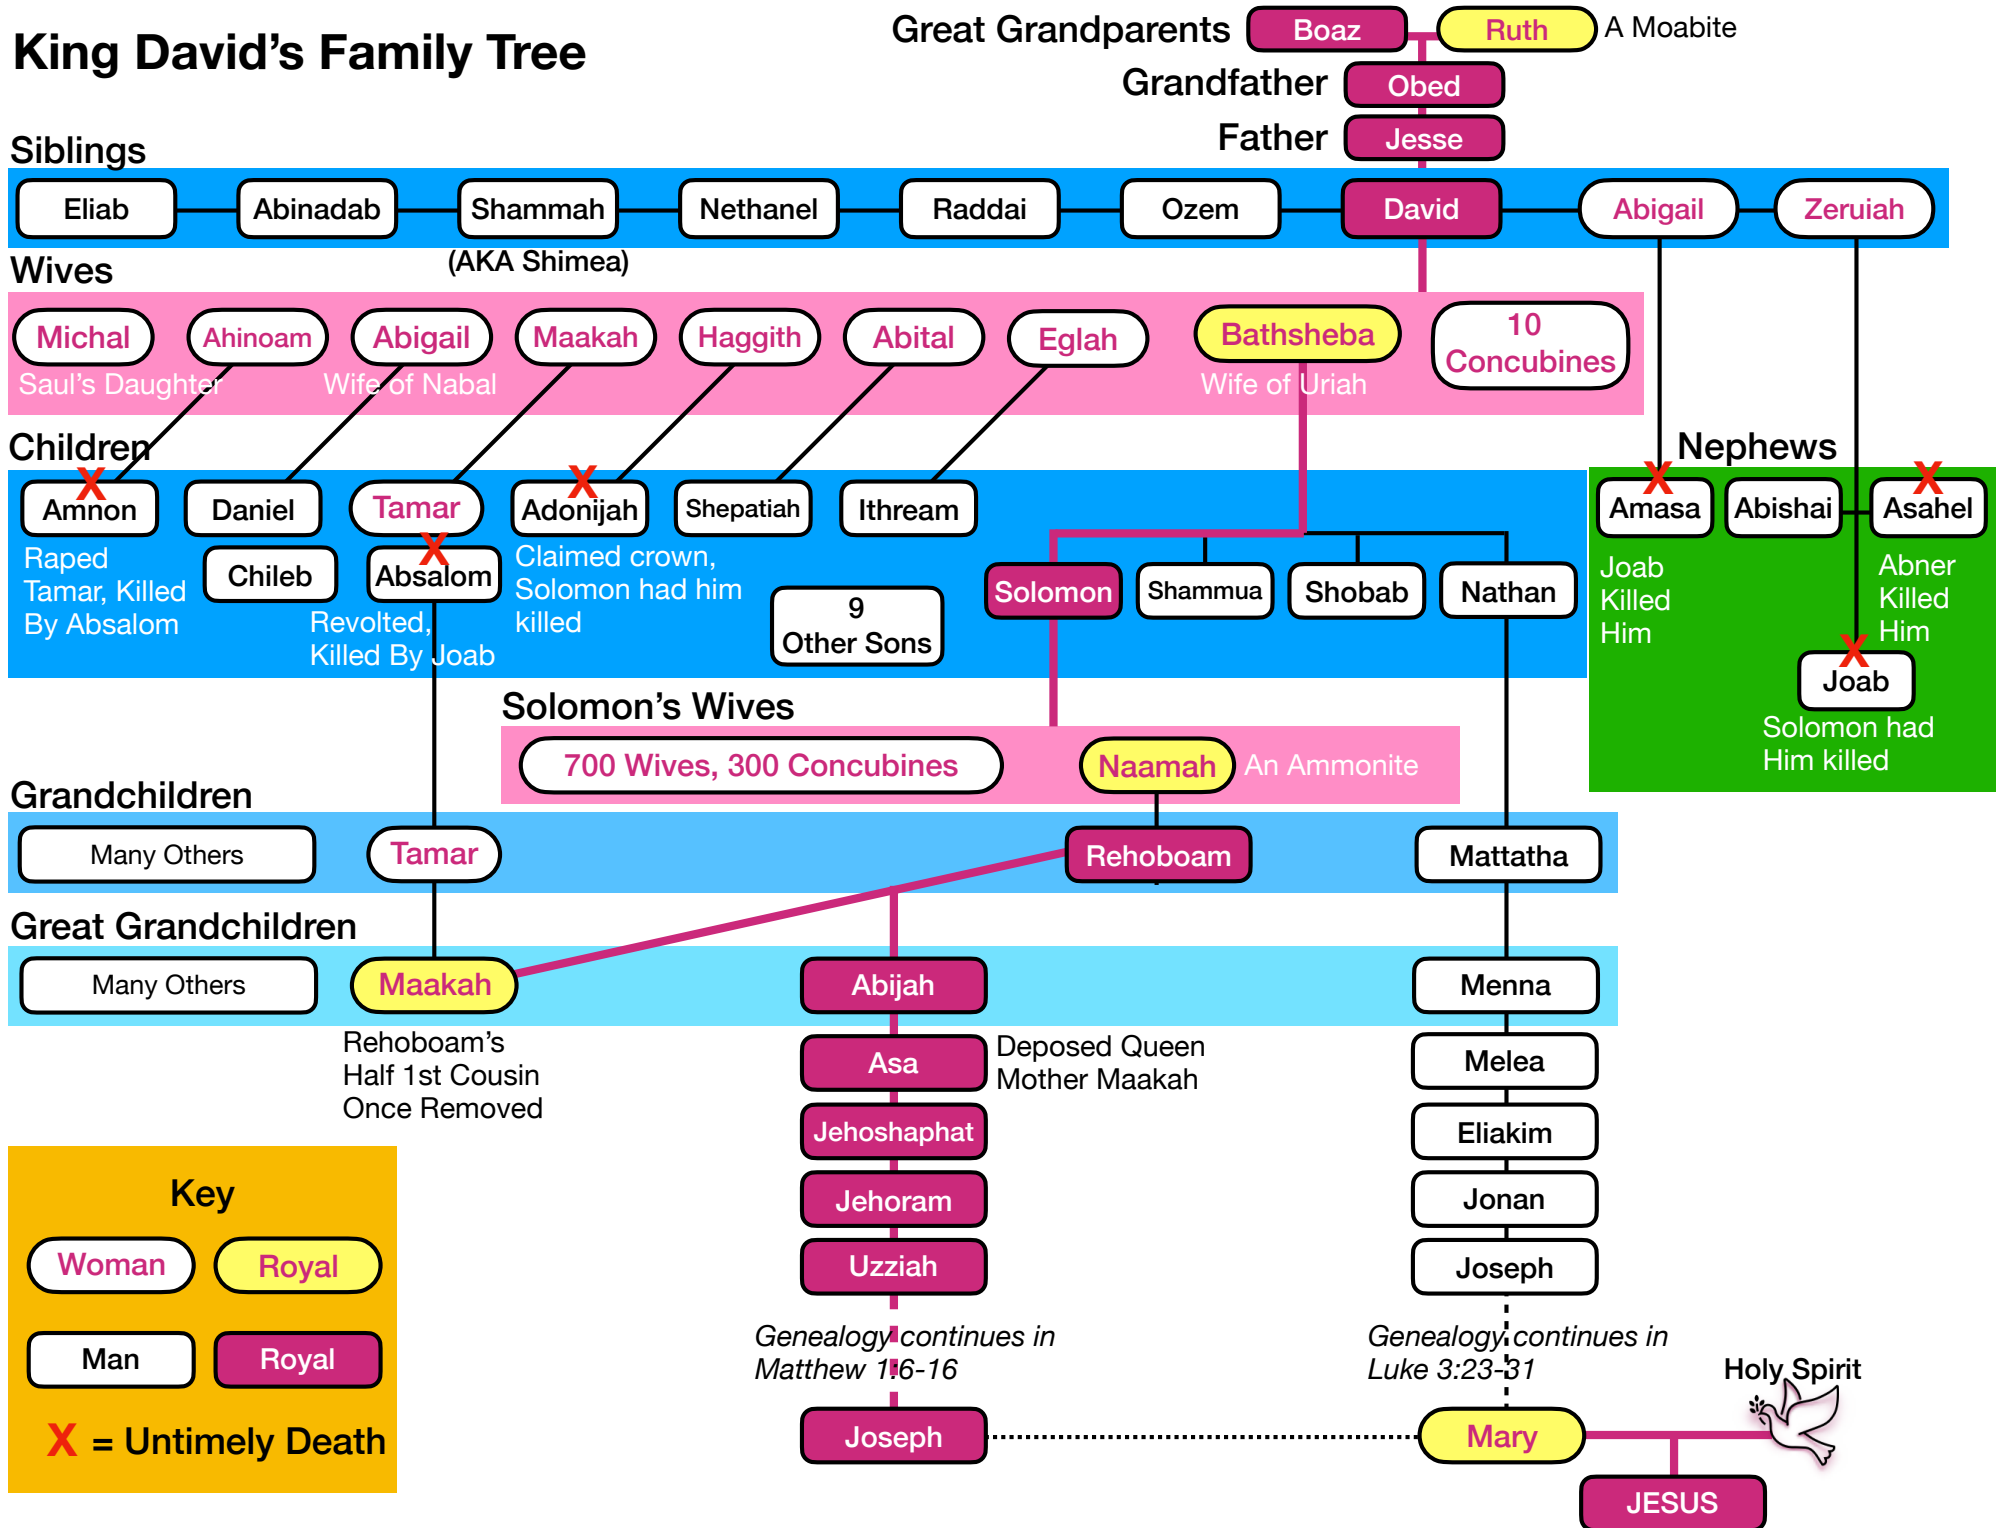 King David's Family Tree
Great Grandparents
Boaz
Ruth
A Moabite
Grandfather
Obed
Father
Jesse
Siblings
Eliab
Abinadab
Shammah
Nethanel
Raddai
Ozem
David
Abigail
Zeruiah
(AKA Shimea)
Wives
Michal
Ahinoam
Abigail
Maakah
Haggith
Abital
Eglah
Bathsheba
10
Concubines
Saul's Daughter
Wife of Nabal
Wife of Uriah
Children
Nephews
X
Amnon
Daniel
Tamar
X
Adonijah
Shepatiah
Ithream
X
Amasa
Abishai
X
Asahel
Raped
Tamar, Killed
By Absalom
Chileb
X
Absalom
Revolted,
Killed By Joab
Claimed crown,
Solomon had him
killed
9
Other Sons
Solomon
Shammua
Shobab
Nathan
Joab
Killed
Him
Abner
Killed
Him
X
Joab
Solomon had
Him killed
Solomon's Wives
700 Wives, 300 Concubines
Naamah
An Ammonite
Grandchildren
Many Others
Tamar
Rehoboam
Mattatha
Great Grandchildren
Many Others
Maakah
Abijah
Menna
Rehoboam's
Half 1st Cousin
Once Removed
Asa
Deposed Queen
Mother Maakah
Melea
Jehoshaphat
Eliakim
Jehoram
Jonan
Uzziah
Joseph
Genealogy continues in
Matthew 1:6-16
Genealogy continues in
Luke 3:23-31
Holy Spirit
Joseph
Mary
JESUS
Key
Woman
Royal
Man
Royal
X = Untimely Death